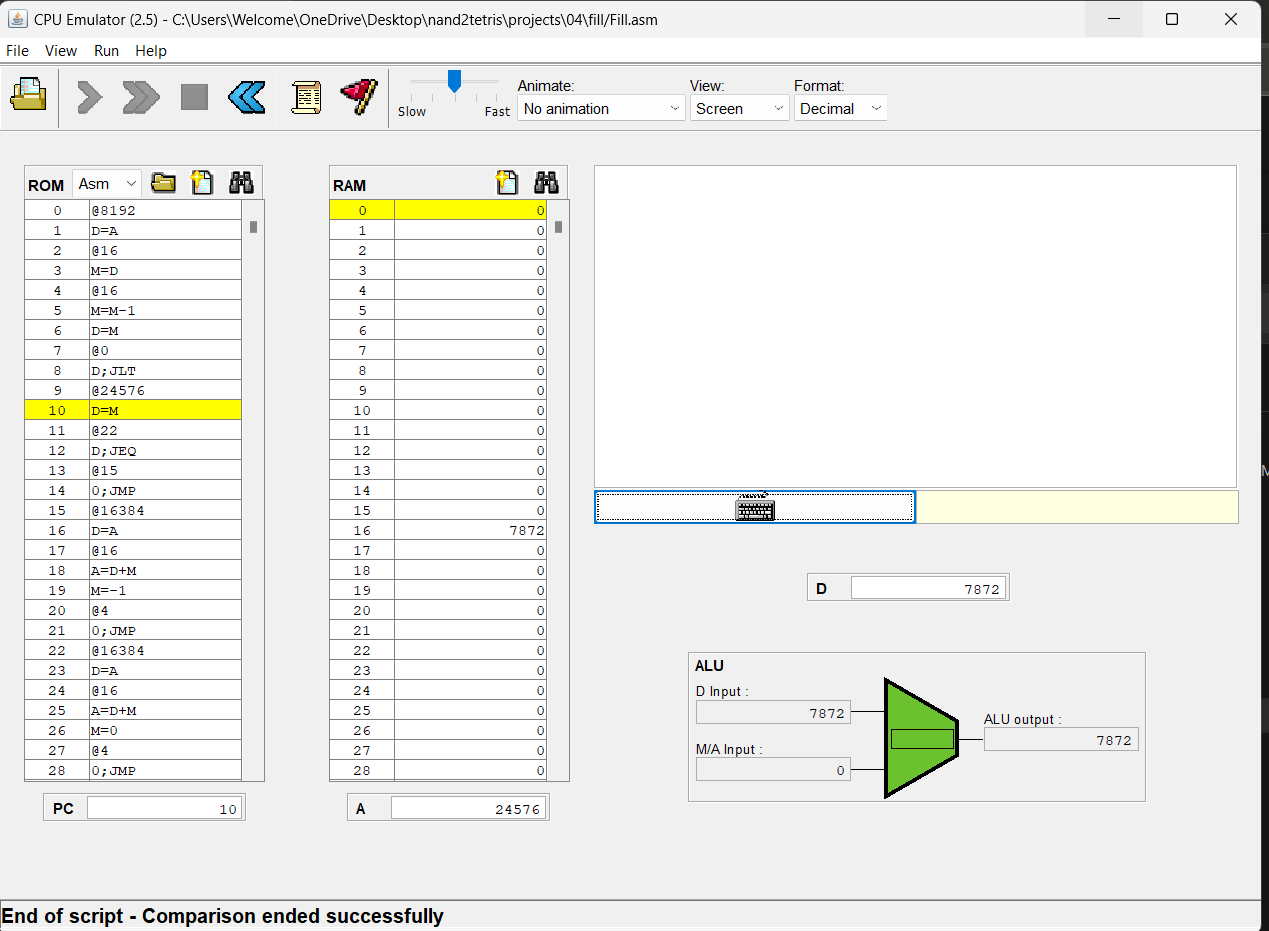 CPU Emulator (2.5) - C:\Users\Welcome\OneDrive\Desktop\nand2tetris\projects\04\fill/Fill.asm
File View Run Help
Animate: View: Format:
Slow Fast No animation Screen Decimal
ROM Asm
0 @8192
1 D=A
2 @16
3 M=D
4 @16
5 M=M-1
6 D=M
7 @0
8 D;JLT
9 @24576
10 D=M
11 @22
12 D;JEQ
13 @15
14 0;JMP
15 @16384
16 D=A
17 @16
18 A=D+M
19 M=-1
20 @4
21 0;JMP
22 @16384
23 D=A
24 @16
25 A=D+M
26 M=0
27 @4
28 0;JMP
PC 10
RAM
0 0
1 0
2 0
3 0
4 0
5 0
6 0
7 0
8 0
9 0
10 0
11 0
12 0
13 0
14 0
15 0
16 7872
17 0
18 0
19 0
20 0
21 0
22 0
23 0
24 0
25 0
26 0
27 0
28 0
A 24576
D 7872
ALU
D Input :
7872
M/A Input :
0
ALU output :
7872
End of script - Comparison ended successfully